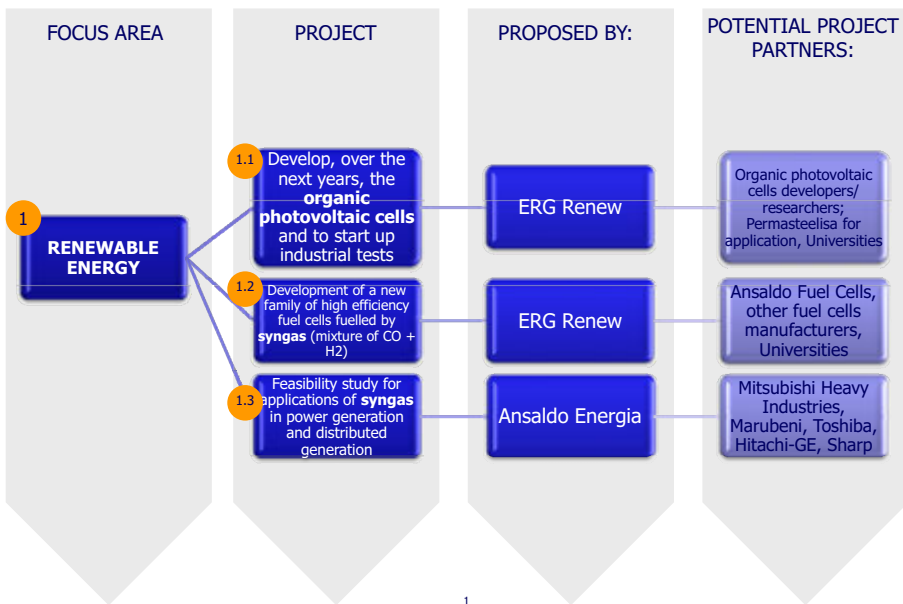 FOCUS AREA
PROJECT
PROPOSED BY:
POTENTIAL PROJECT
PARTNERS:
1
RENEWABLE
ENERGY
1.1
Develop, over the
next years, the
organic
photovoltaic cells
and to start up
industrial tests
ERG Renew
Organic photovoltaic
cells developers/
researchers;
Permasteelisa for
application, Universities
1.2
Development of a new
family of high efficiency
fuel cells fuelled by
syngas (mixture of CO +
H2)
ERG Renew
Ansaldo Fuel Cells,
other fuel cells
manufacturers,
Universities
1.3
Feasibility study for
applications of syngas
in power generation
and distributed
generation
Ansaldo Energia
Mitsubishi Heavy
Industries,
Marubeni, Toshiba,
Hitachi-GE, Sharp
1